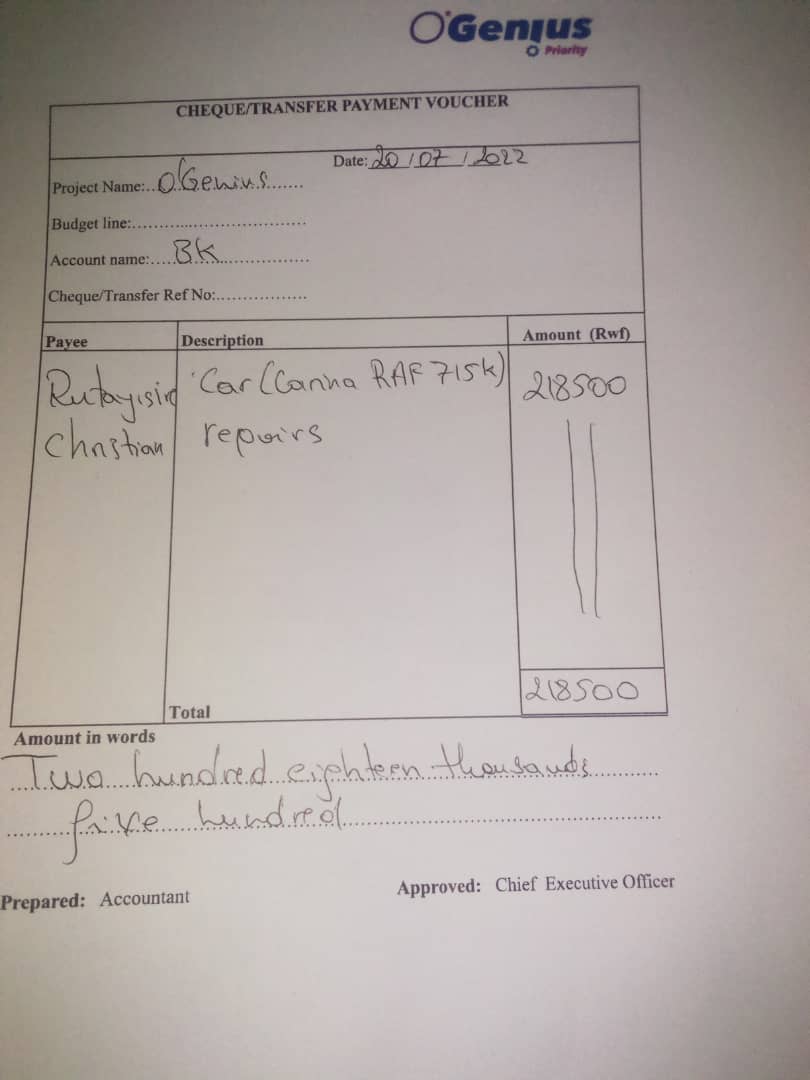 O'Genius
Priority
CHEQUE/TRANSFER PAYMENT VOUCHER
Date: 20/07/2022
Project Name:..O'Genius.......
Budget line:..................................
Account name:.....BK..................
Cheque/Transfer Ref No:.................
Payee Description Amount (Rwf)
Rutayisire Car (Carina RAF 715k) 218500
Christian repairs
218500
Total
Amount in words
Two hundred eighteen thousands
five hundred
Prepared: Accountant
Approved: Chief Executive Officer